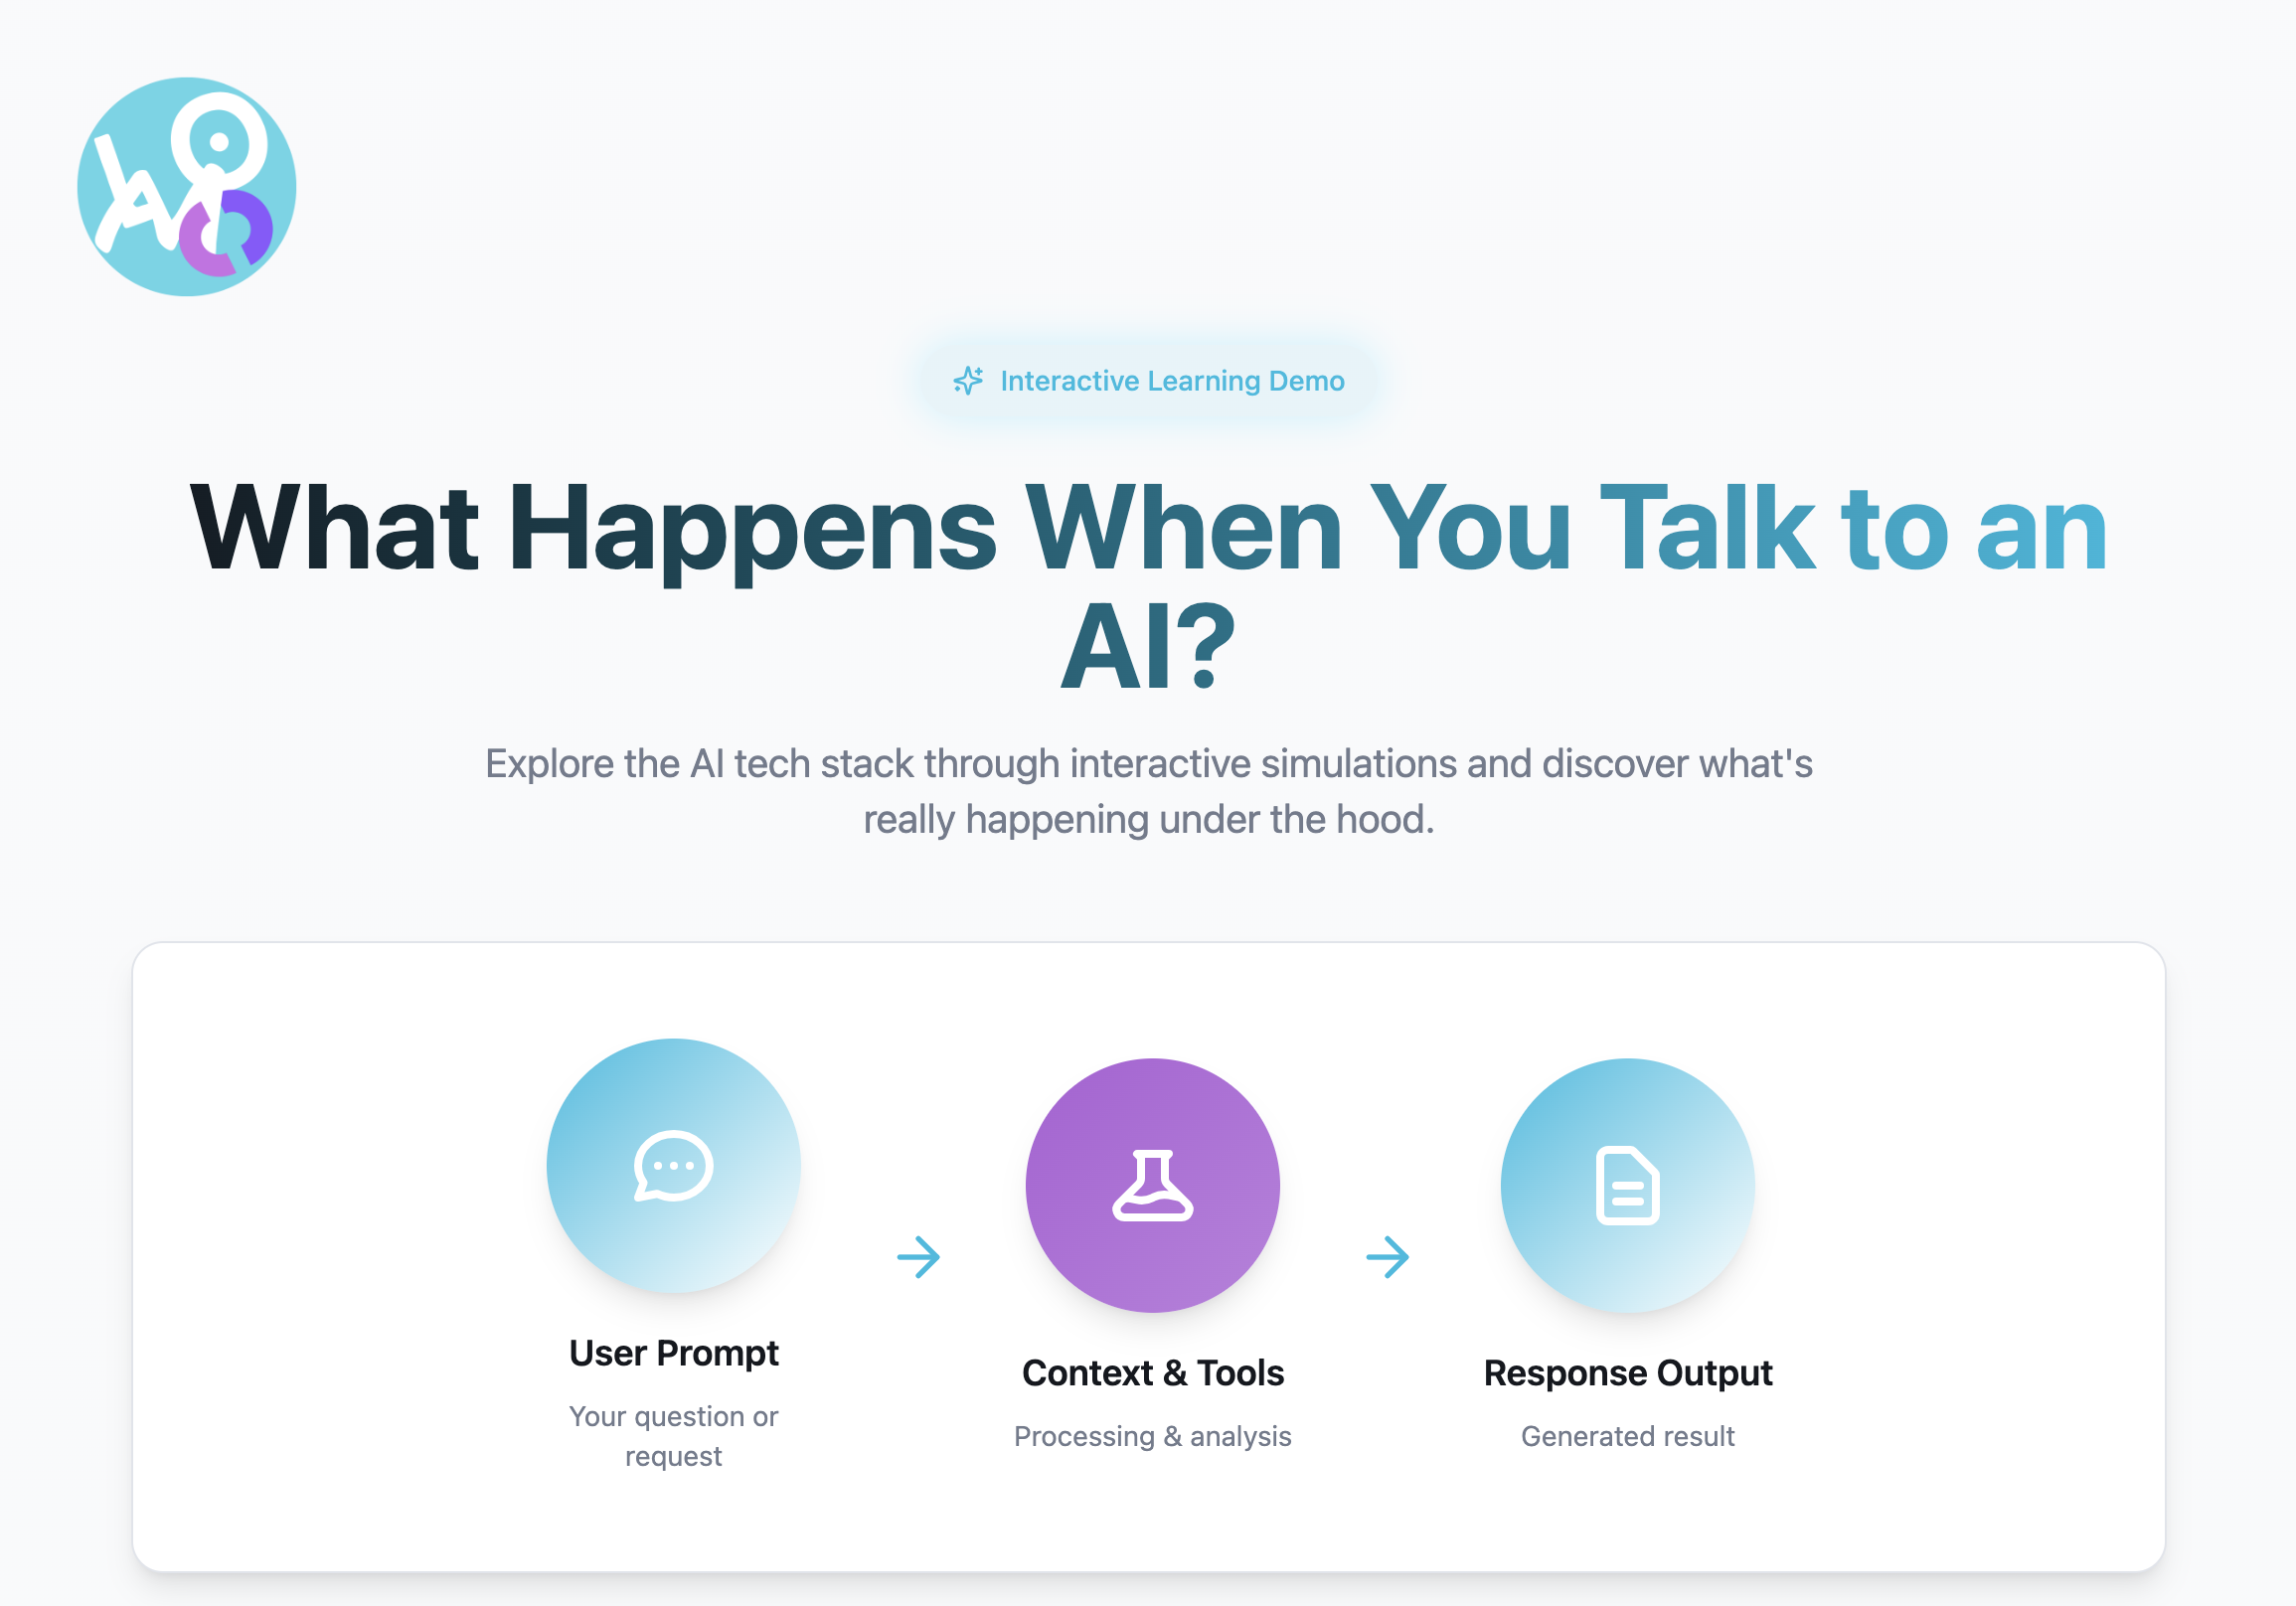 Interactive Learning Demo
What Happens When You Talk to an
AI?
Explore the AI tech stack through interactive simulations and discover what's
really happening under the hood.
User Prompt
Your question or
request
Context & Tools
Processing & analysis
Response Output
Generated result